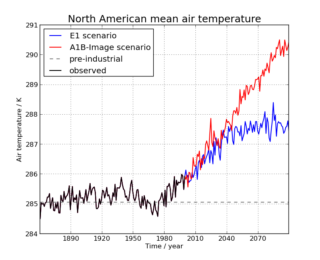 North American mean air temperature
291
290
289
288
287
286
285
284
Air temperature / K
E1 scenario
A1B-Image scenario
pre-industrial
observed
1890 1920 1950 1980 2010 2040 2070
Time / year